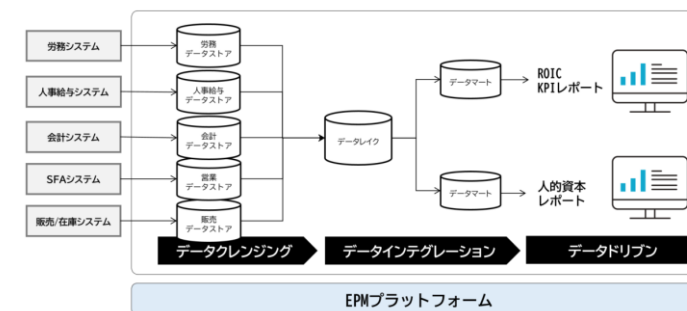 労務システム
人事給与システム
会計システム
SFAシステム
販売/在庫システム
労務
データストア
人事給与
データストア
会計
データストア
営業
データストア
販売
データストア
データレイク
データマート
データマート
ROIC
KPIレポート
人的資本
レポート
データクレンジング
データインテグレーション
データドリブン
EPMプラットフォーム